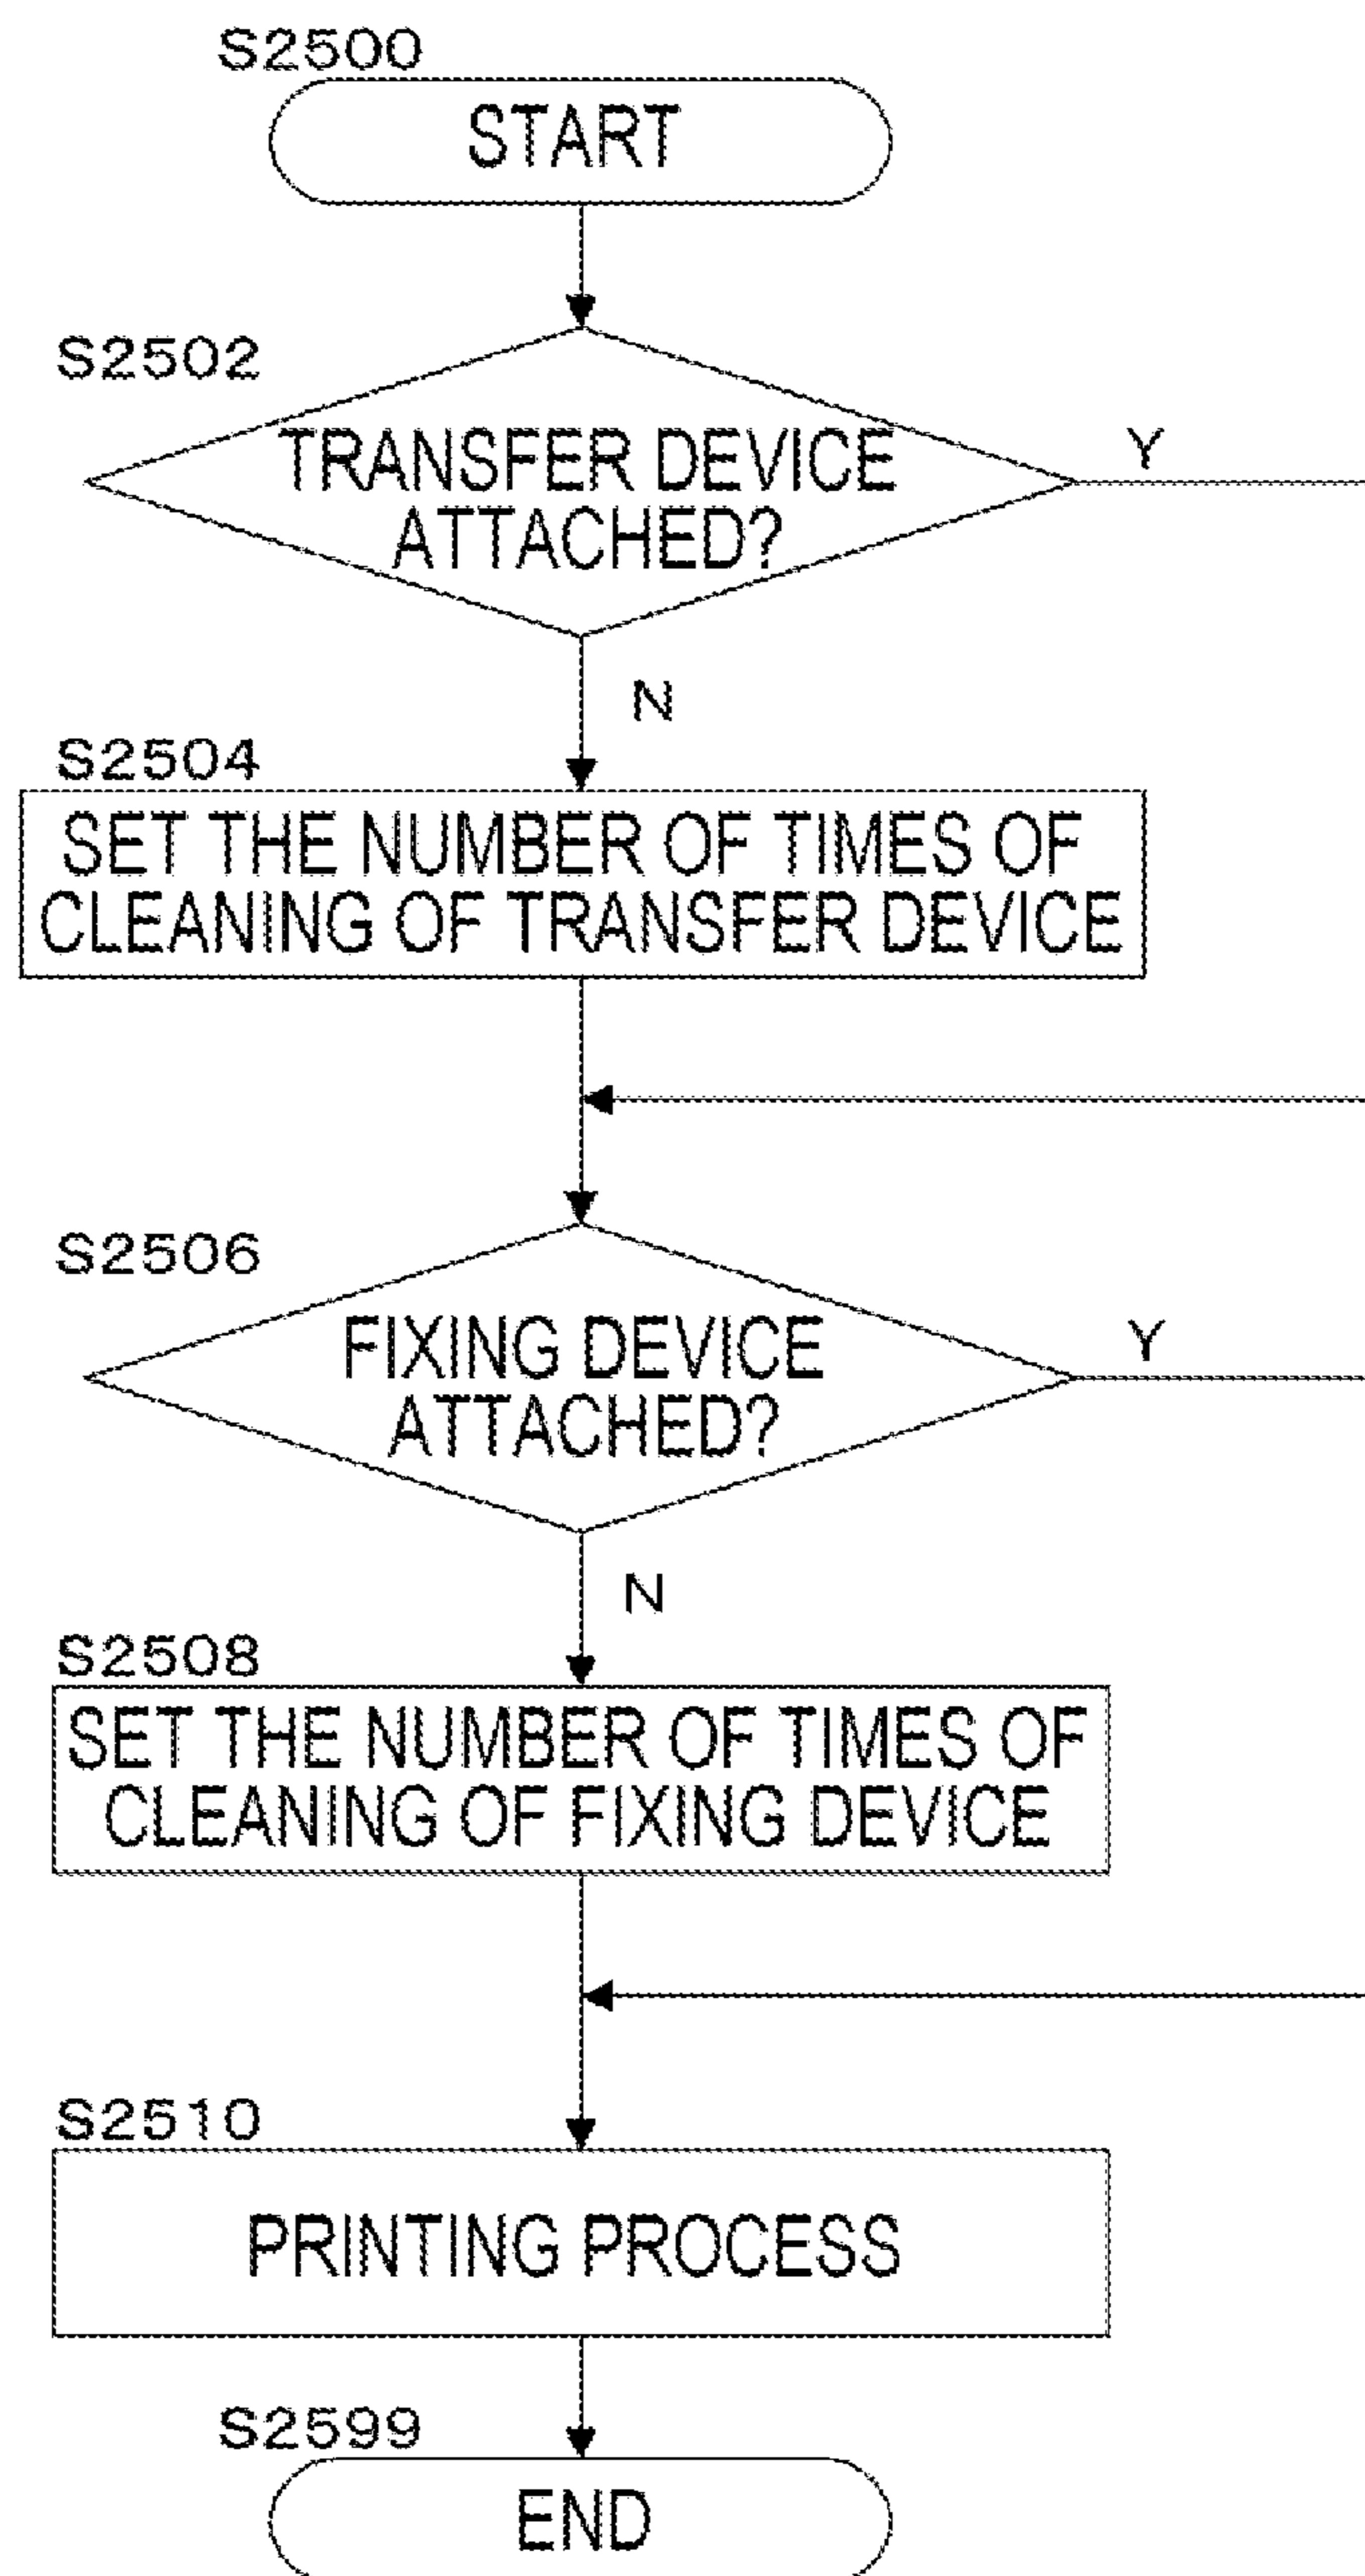 S2500
START
S2502
TRANSFER DEVICE
ATTACHED?
Y
N
S2504
SET THE NUMBER OF TIMES OF
CLEANING OF TRANSFER DEVICE
S2506
FIXING DEVICE
ATTACHED?
Y
N
S2508
SET THE NUMBER OF TIMES OF
CLEANING OF FIXING DEVICE
S2510
PRINTING PROCESS
S2599
END